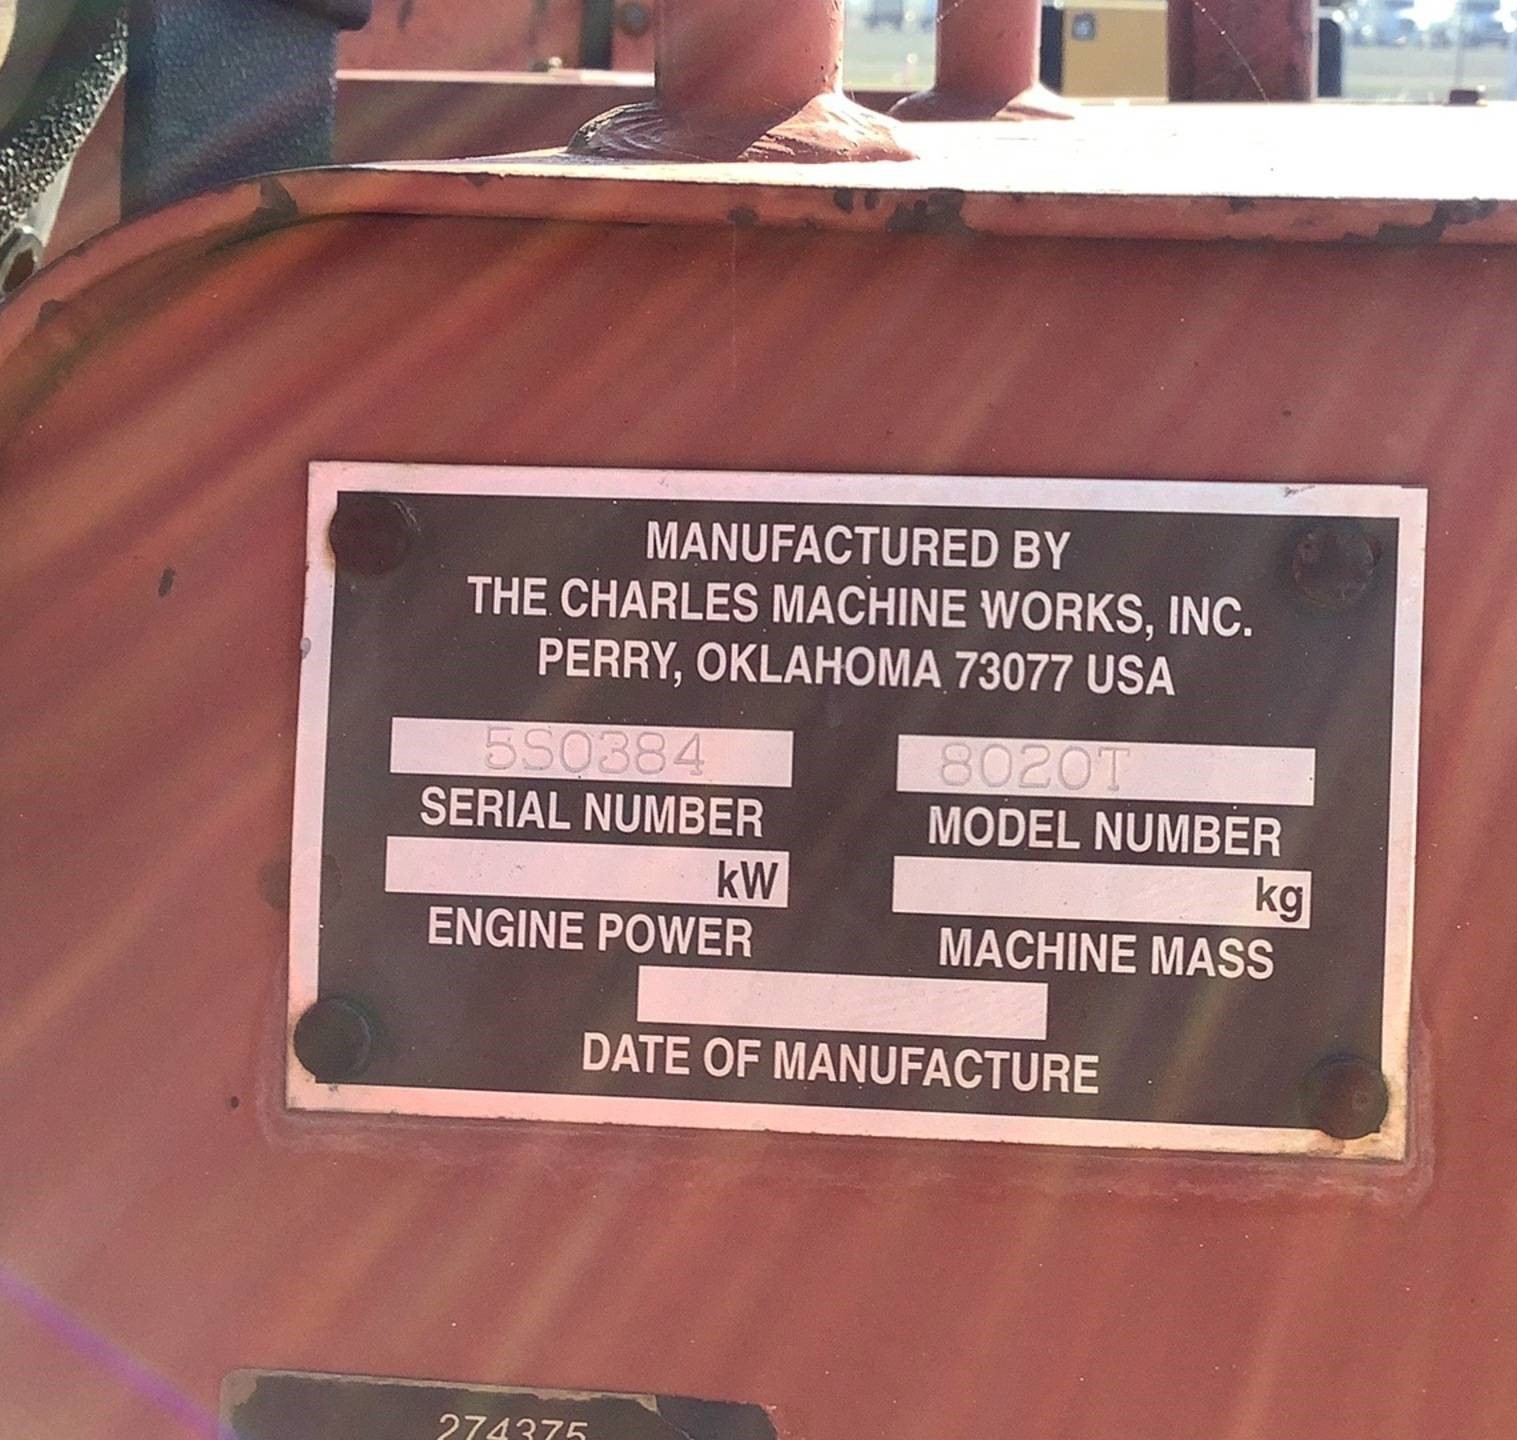 MANUFACTURED BY
THE CHARLES MACHINE WORKS, INC.
PERRY, OKLAHOMA 73077 USA
5S0384 8020T
SERIAL NUMBER MODEL NUMBER
kW kg
ENGINE POWER MACHINE MASS
DATE OF MANUFACTURE
274375